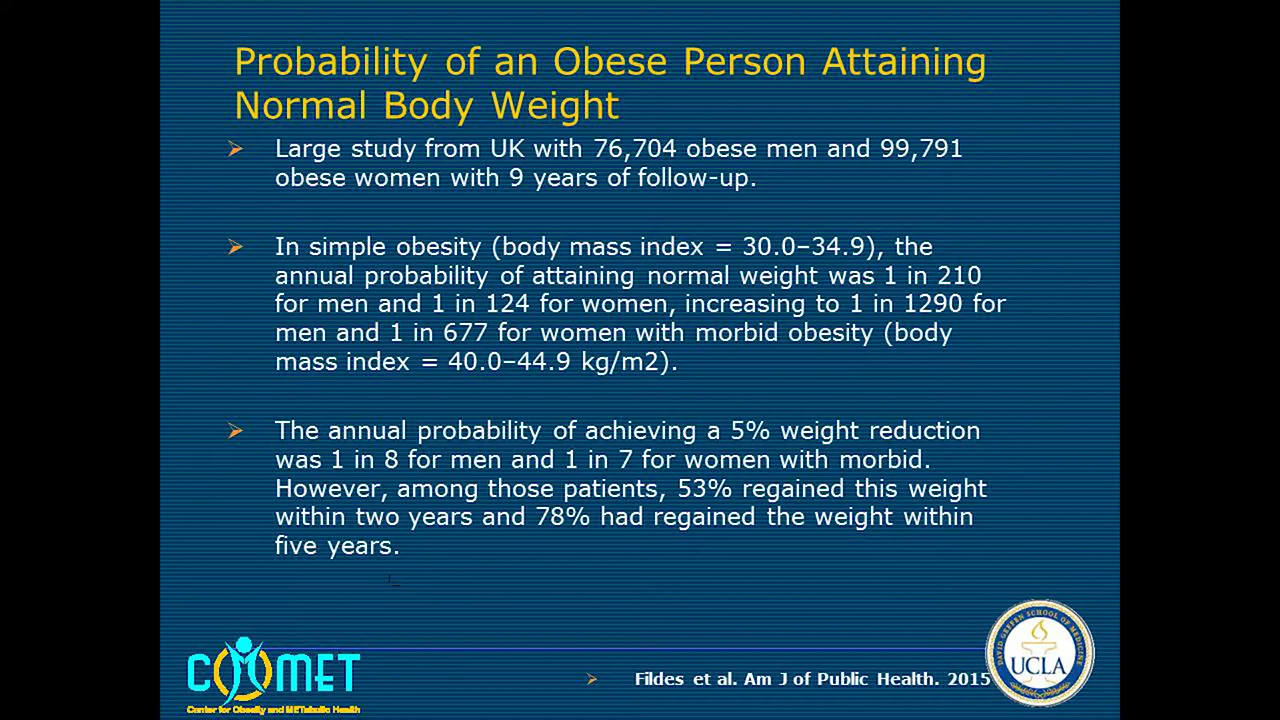 Probability of an Obese Person Attaining
Normal Body Weight
Large study from UK with 76,704 obese men and 99,791
obese women with 9 years of follow-up.
In simple obesity (body mass index = 30.0–34.9), the
annual probability of attaining normal weight was 1 in 210
for men and 1 in 124 for women, increasing to 1 in 1290 for
men and 1 in 677 for women with morbid obesity (body
mass index = 40.0–44.9 kg/m2).
The annual probability of achieving a 5% weight reduction
was 1 in 8 for men and 1 in 7 for women with morbid.
However, among those patients, 53% regained this weight
within two years and 78% had regained the weight within
five years.
COMET
Center for Obesity and METabolic Health
Fildes et al. Am J of Public Health. 2015
DAVID GEFFEN SCHOOL OF MEDICINE
UCLA